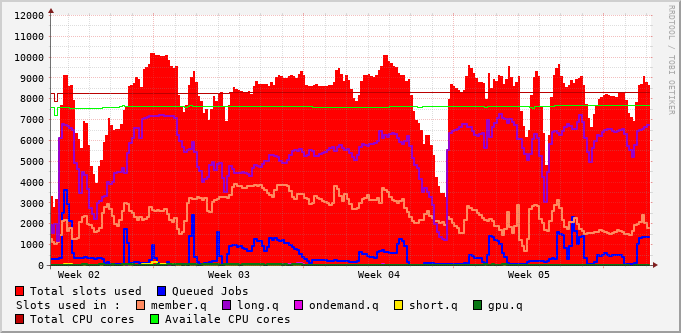 12000
11000
10000
9000
8000
7000
6000
5000
4000
3000
2000
1000
0
RRDTOOL / TOBI OETIKER
Week 02 Week 03 Week 04 Week 05
Total slots used Queued Jobs
Slots used in : member.q long.q ondemand.q short.q gpu.q
Total CPU cores Availale CPU cores